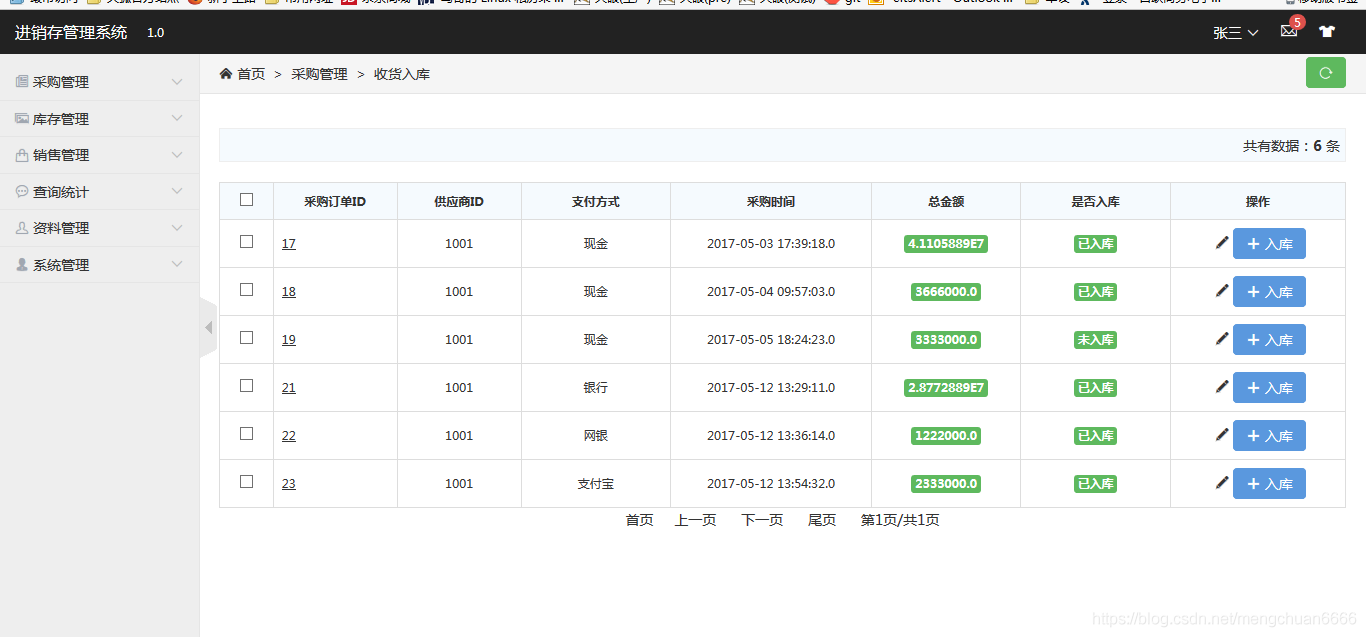 进销存管理系统 1.0 张三 5
首页 > 采购管理 > 收货入库
采购管理
库存管理
销售管理
查询统计
资料管理
系统管理
共有数据：6 条
采购订单ID 供应商ID 支付方式 采购时间 总金额 是否入库 操作
17 1001 现金 2017-05-03 17:39:18.0 4.1105889E7 已入库 + 入库
18 1001 现金 2017-05-04 09:57:03.0 3666000.0 已入库 + 入库
19 1001 现金 2017-05-05 18:24:23.0 3333000.0 未入库 + 入库
21 1001 银行 2017-05-12 13:29:11.0 2.8772889E7 已入库 + 入库
22 1001 网银 2017-05-12 13:36:14.0 1222000.0 已入库 + 入库
23 1001 支付宝 2017-05-12 13:54:32.0 2333000.0 已入库 + 入库
首页 上一页 下一页 尾页 第1页/共1页
https://blog.csdn.net/mengchuan6666